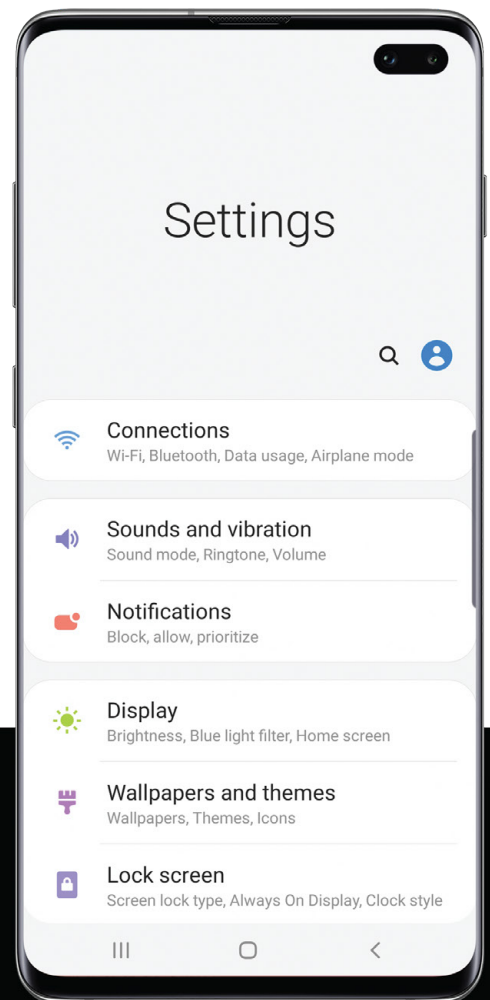 Settings
Connections
Wi-Fi, Bluetooth, Data usage, Airplane mode
Sounds and vibration
Sound mode, Ringtone, Volume
Notifications
Block, allow, prioritize
Display
Brightness, Blue light filter, Home screen
Wallpapers and themes
Wallpapers, Themes, Icons
Lock screen
Screen lock type, Always On Display, Clock style